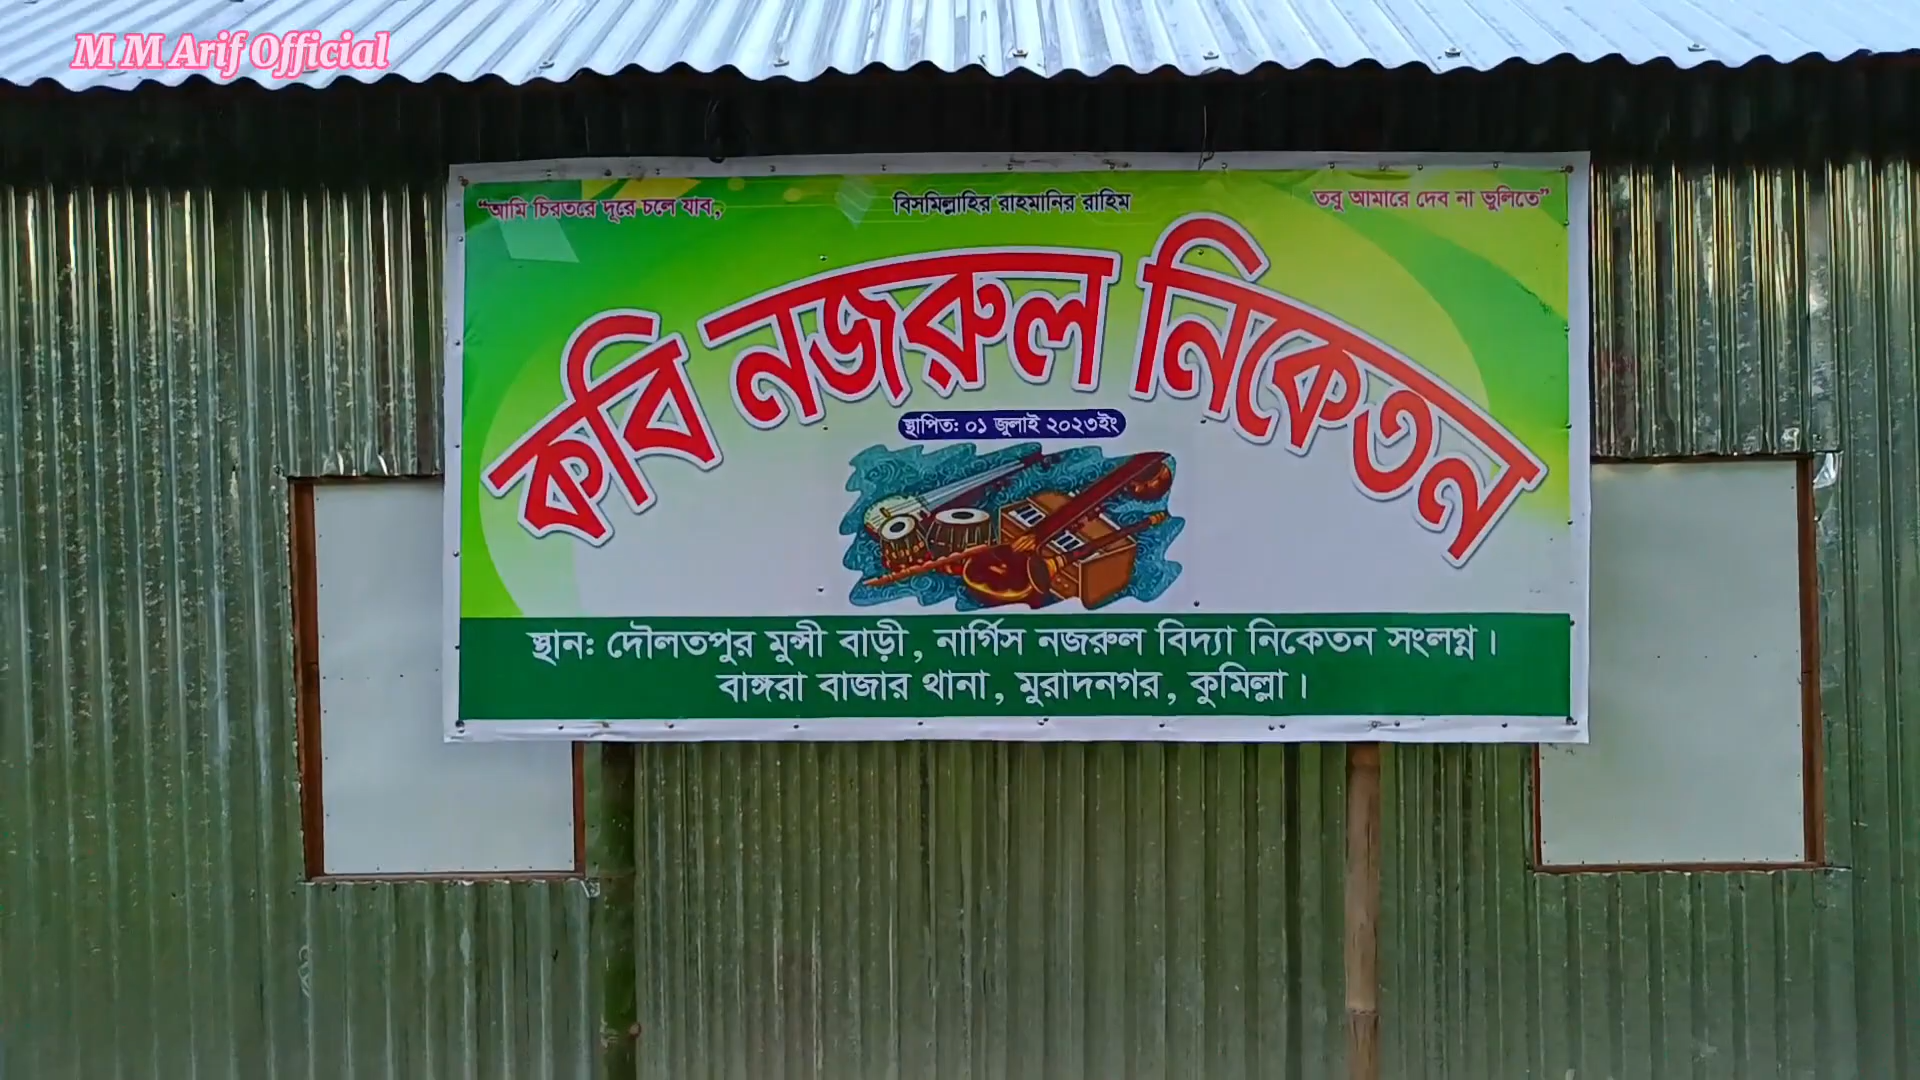 M M Arif Official
“আমি চিরতরে দূরে চলে যাব,
বিসমিল্লাহির রাহমানির রাহিম
তবু আমারে দেব না ভুলিতে”
কবি নজরুল নিকেতন
স্থাপিত: ০১ জুলাই ২০২৩ইং
স্থান: দৌলতপুর মুন্সী বাড়ী, নার্গিস নজরুল বিদ্যা নিকেতন সংলগ্ন।
বাঙ্গরা বাজার থানা, মুরাদনগর, কুমিল্লা।